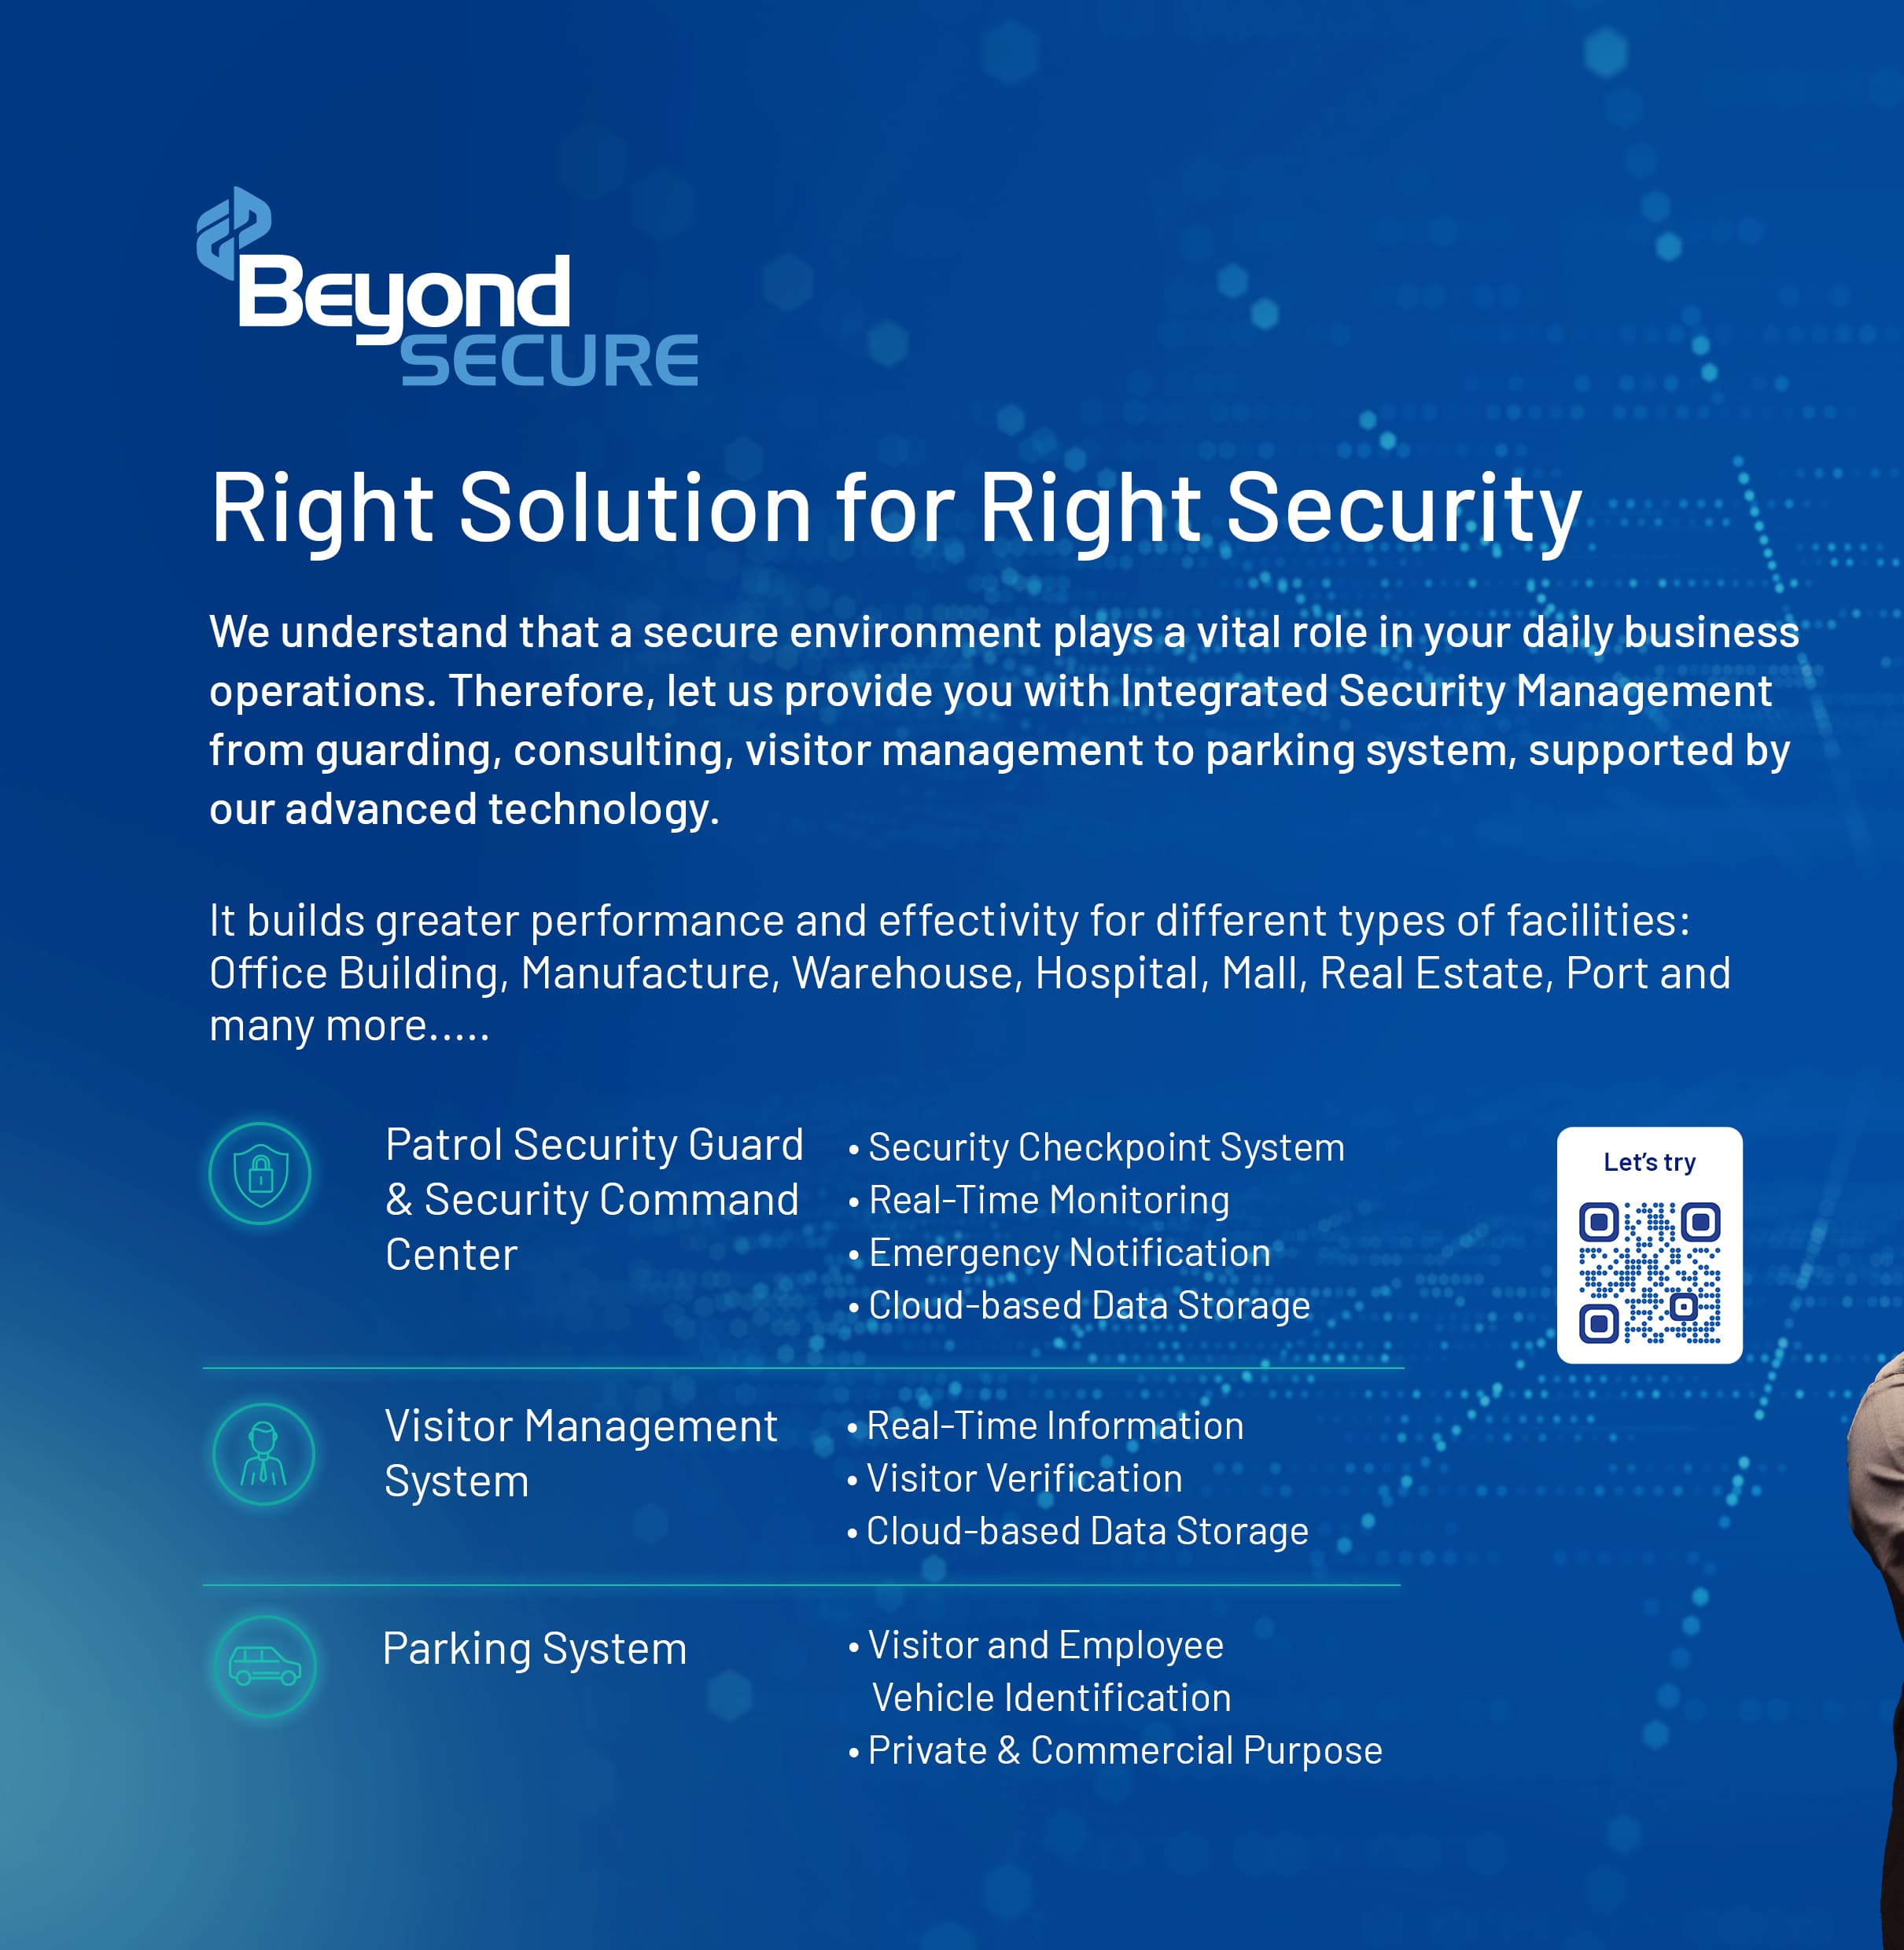 Beyond
SECURE
Right Solution for Right Security
We understand that a secure environment plays a vital role in your daily business
operations. Therefore, let us provide you with Integrated Security Management
from guarding, consulting, visitor management to parking system, supported by
our advanced technology.
It builds greater performance and effectivity for different types of facilities:
Office Building, Manufacture, Warehouse, Hospital, Mall, Real Estate, Port and
many more.....
Patrol Security Guard
& Security Command
Center
• Security Checkpoint System
• Real-Time Monitoring
• Emergency Notification
• Cloud-based Data Storage
Let's try
Visitor Management
System
• Real-Time Information
• Visitor Verification
• Cloud-based Data Storage
Parking System
• Visitor and Employee
Vehicle Identification
• Private & Commercial Purpose